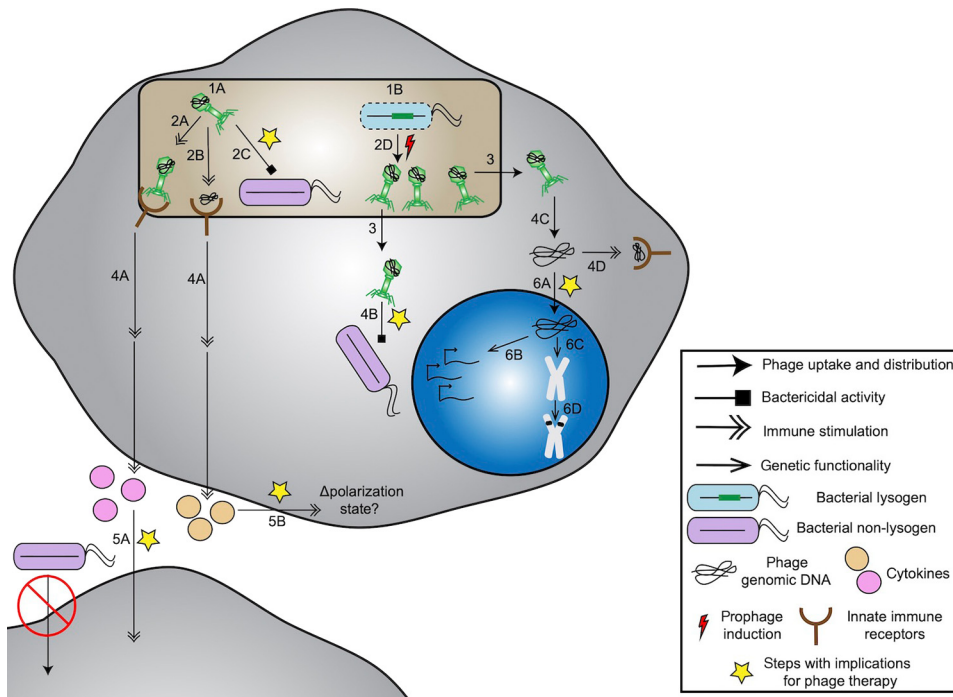 1A
1B
2A
2B
2C
2D
3
3
4C
4D
4A
4A
4B
6A
6B
6C
6D
Δpolarization
state?
5B
5A
Phage uptake and distribution
Bactericidal activity
Immune stimulation
Genetic functionality
Bacterial lysogen
Bacterial non-lysogen
Phage
genomic DNA
Cytokines
Prophage
induction
Innate immune
receptors
Steps with implications
for phage therapy